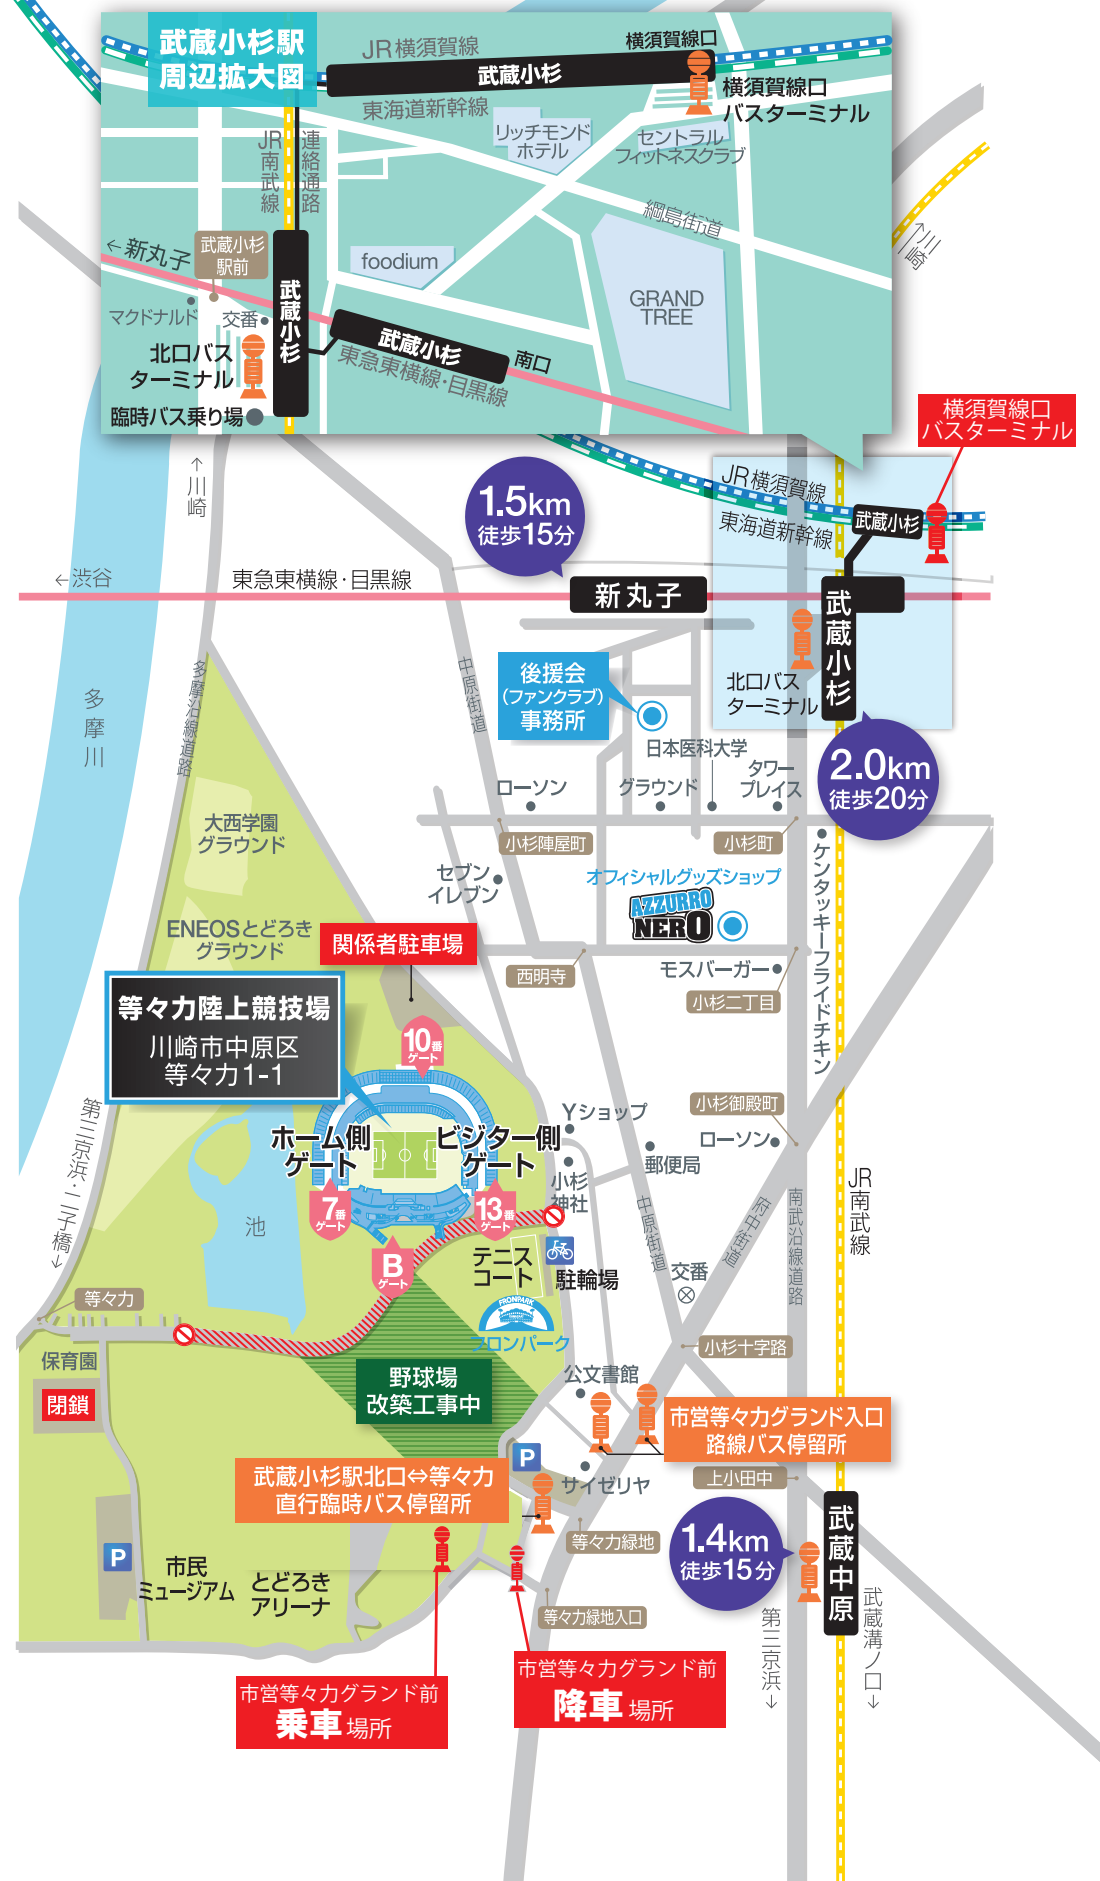 武蔵小杉駅
周辺拡大図
JR横須賀線
横須賀線口
武蔵小杉
横須賀線口
バスターミナル
東海道新幹線
リッチモンド
ホテル
セントラル
フィットネスクラブ
JR南武線
連絡通路
綱島街道
←新丸子
武蔵小杉
駅前
foodium
GRAND
TREE
マクドナルド
交番
武蔵小杉
武蔵小杉
南口
東急東横線・目黒線
北口バス
ターミナル
臨時バス乗り場
↑川崎
横須賀線口
バスターミナル
↑川崎
1.5km
徒歩15分
JR横須賀線
東海道新幹線
武蔵小杉
←渋谷
東急東横線・目黒線
新丸子
武蔵小杉
北口バス
ターミナル
2.0km
徒歩20分
後援会
(ファンクラブ)
事務所
中原街道
多摩沿線道路
多摩川
日本医科大学
グラウンド
タワー
プレイス
ローソン
小杉陣屋町
小杉町
大西学園
グラウンド
セブン
イレブン
オフィシャルグッズショップ
AZZURRO
NERO
ケンタッキーフライドチキン
ENEOSとどろき
グラウンド
関係者駐車場
西明寺
モスバーガー
小杉二丁目
等々力陸上競技場
川崎市中原区
等々力1-1
10番
ゲート
第三京浜・二子橋→
Yショップ
小杉御殿町
ローソン
郵便局
ホーム側
ゲート
ビジター側
ゲート
小杉
神社
7番
ゲート
13番
ゲート
池
B
ゲート
テニス
コート
駐輪場
中原街道
府中街道
南武沿線道路
JR南武線
交番
等々力
FRONPARK
フロンパーク
小杉十字路
保育園
閉鎖
野球場
改築工事中
公文書館
市営等々力グランド入口
路線バス停留所
P
武蔵小杉駅北口⇔等々力
直行臨時バス停留所
サイゼリヤ
上小田中
等々力緑地
1.4km
徒歩15分
武蔵中原
P
市民
ミュージアム
とどろき
アリーナ
等々力緑地入口
第三京浜↓
武蔵溝ノ口↓
市営等々力グランド前
乗車場所
市営等々力グランド前
降車場所